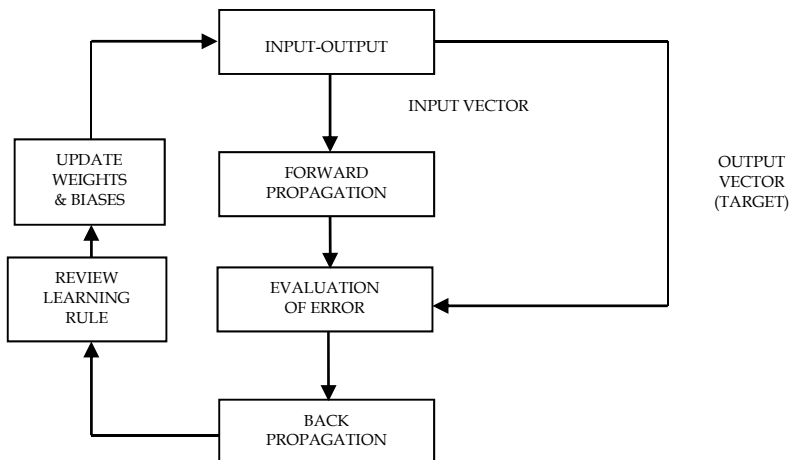 INPUT-OUTPUT
INPUT VECTOR
UPDATE
WEIGHTS
& BIASES
FORWARD
PROPAGATION
OUTPUT
VECTOR
(TARGET)
REVIEW
LEARNING
RULE
EVALUATION
OF ERROR
BACK
PROPAGATION